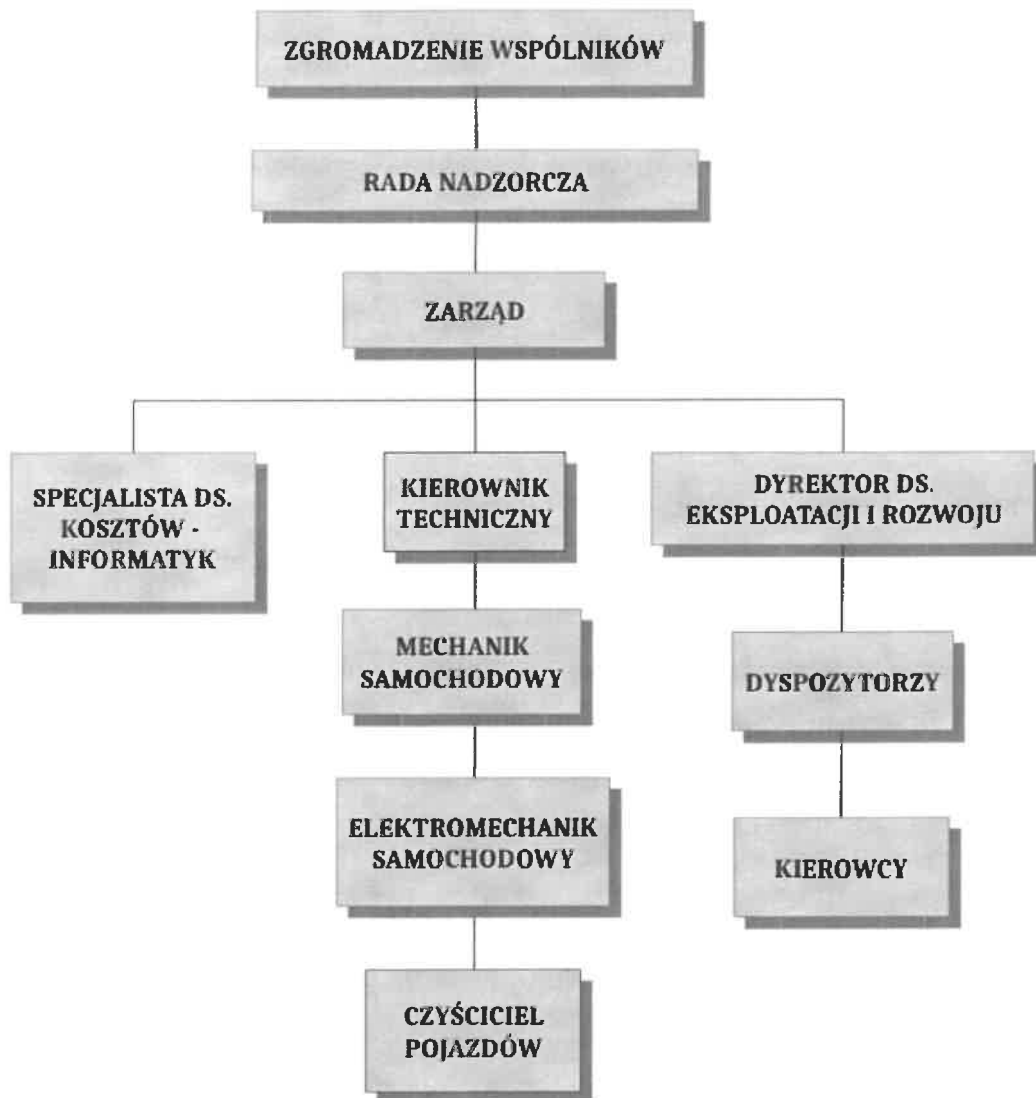 ZGROMADZENIE WSPÓLNIKÓW
RADA NADZORCZA
ZARZĄD
SPECJALISTA DS.
KOSZTÓW -
INFORMATYK
KIEROWNIK
TECHNICZNY
DYREKTOR DS.
EKSPLOATACJI I ROZWOJU
MECHANIK
SAMOCHODOWY
DYSPOZYTORZY
ELEKTROMECHANIK
SAMOCHODOWY
KIEROWCY
CZYŚCICIEL
POJAZDÓW